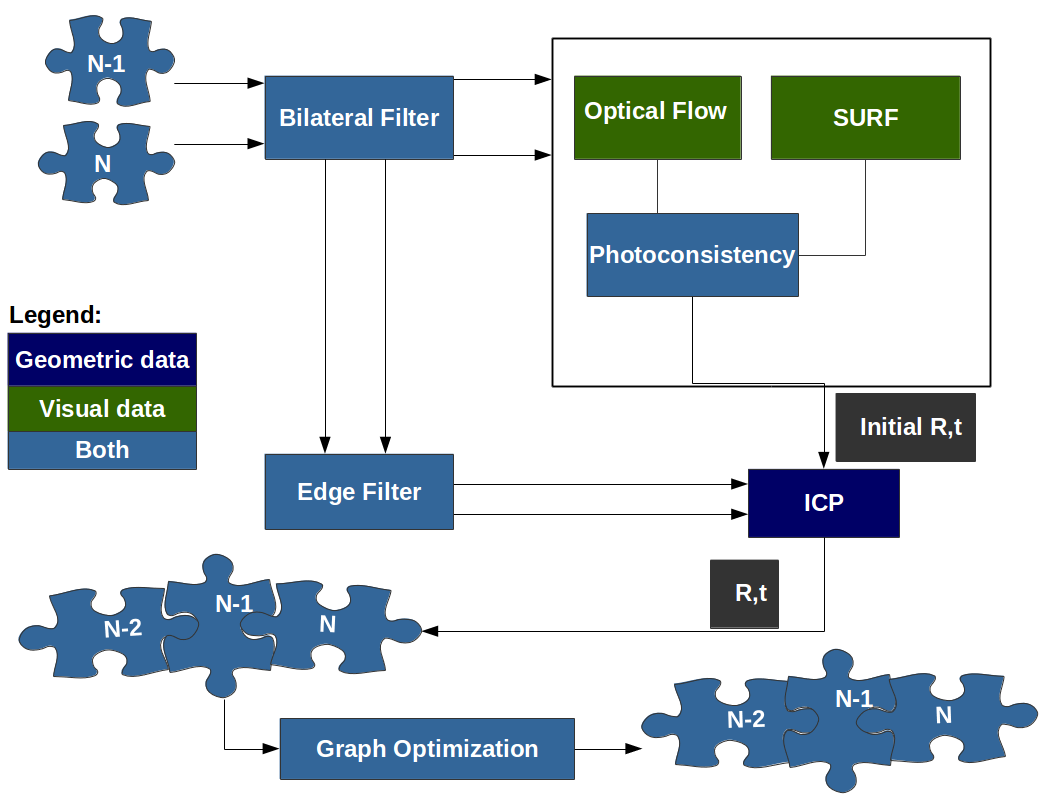 N-1
N
Bilateral Filter
Optical Flow
SURF
Photoconsistency
Legend:
Geometric data
Visual data
Both
Initial R,t
Edge Filter
ICP
R,t
N-2
N-1
N
Graph Optimization
N-2
N-1
N